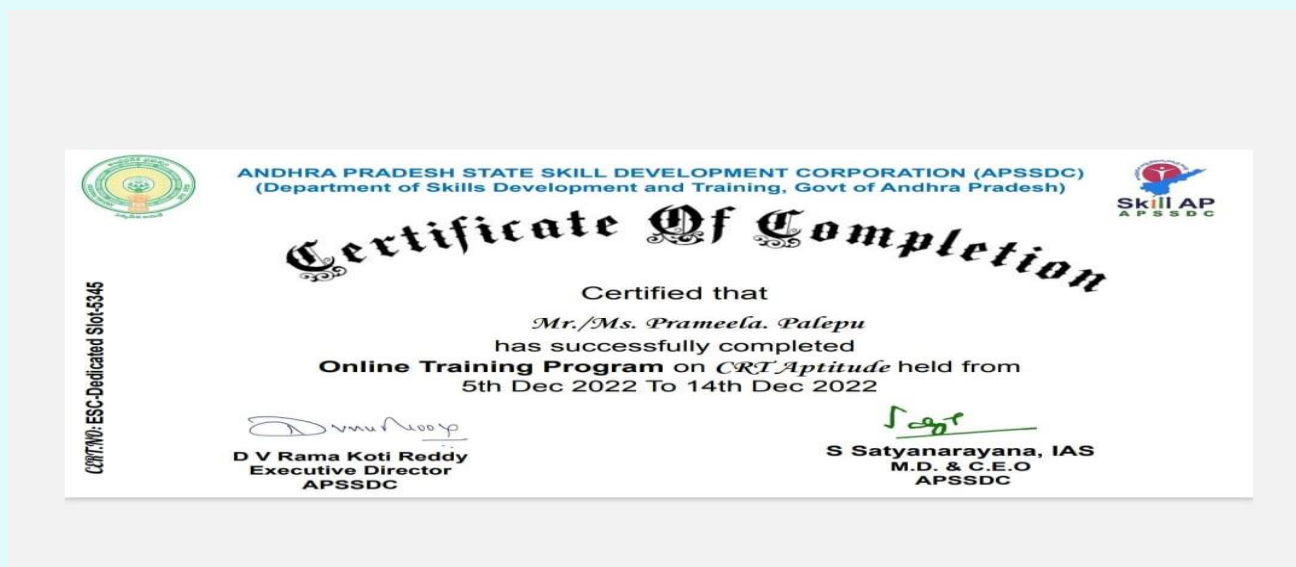 ANDHRA PRADESH STATE SKILL DEVELOPMENT CORPORATION (APSSDC)
(Department of Skills Development and Training, Govt of Andhra Pradesh)
Skill AP
APSSDC
Certificate Of Completion
Certified that
Mr./Ms. Prameela. Palepu
has successfully completed
Online Training Program on CRT Aptitude held from
5th Dec 2022 To 14th Dec 2022
CERT.NO: ESC-Dedicated Slot-5345
D V Rama Koti Reddy
Executive Director
APSSDC
S Satyanarayana, IAS
M.D. & C.E.O
APSSDC